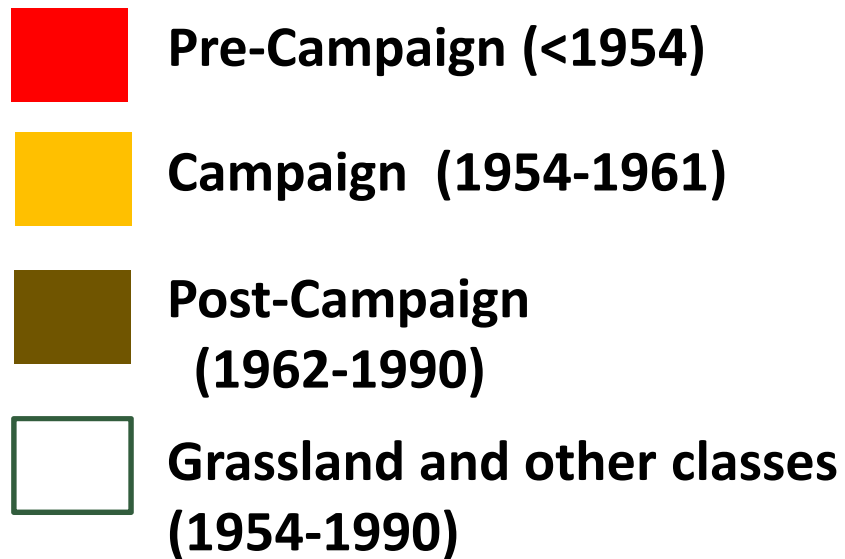 Pre-Campaign (<1954)
Campaign  (1954-1961)
Post-Campaign
(1962-1990)
Grassland and other classes
(1954-1990)